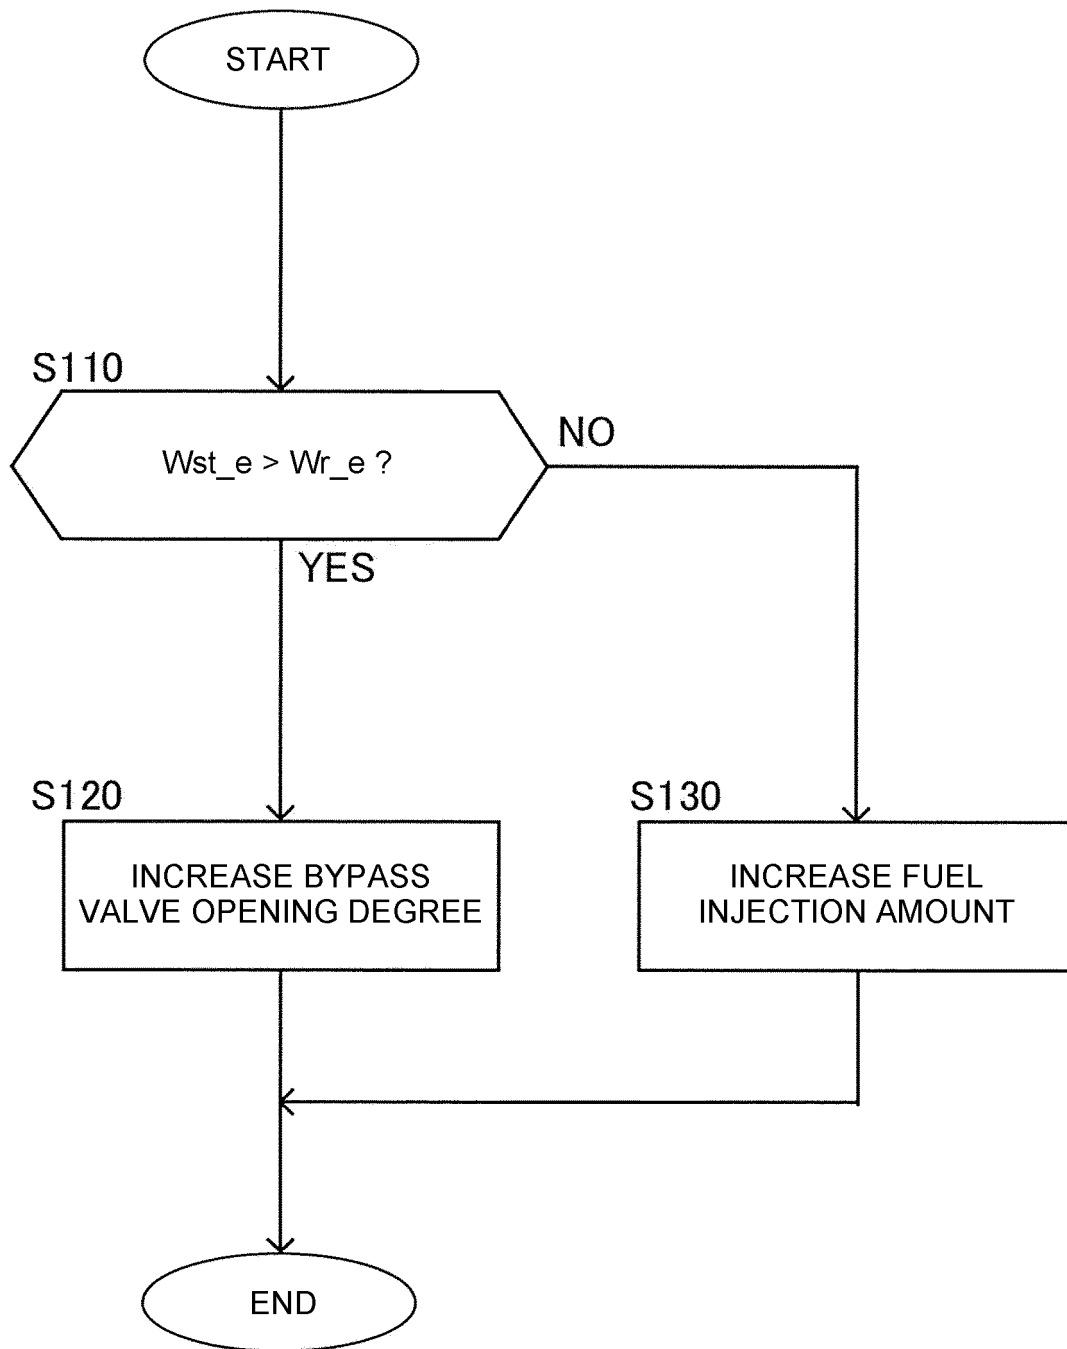 START
S110
Wst_e > Wr_e ?
NO
YES
S120
INCREASE BYPASS
VALVE OPENING DEGREE
S130
INCREASE FUEL
INJECTION AMOUNT
END